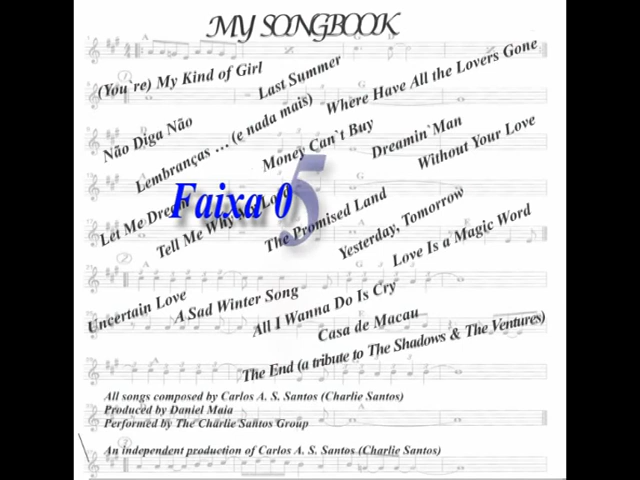 MY SONGBOOK
(You`re) My Kind of Girl
Last Summer
Where Have All the Lovers Gone
Não Diga Não
Lembranças ... (e nada mais)
Money Can`t Buy
Dreamin`Man
Without Your Love
Faixa 0
5
Let Me Dream
Tell Me Why
The Promised Land
Yesterday, Tomorrow
Love Is a Magic Word
Uncertain Love
A Sad Winter Song
All I Wanna Do Is Cry
Casa de Macau
The End (a tribute to The Shadows & The Ventures)
All songs composed by Carlos A. S. Santos (Charlie Santos)
Produced by Daniel Maia
Performed by The Charlie Santos Group
An independent production of Carlos A. S. Santos (Charlie Santos)